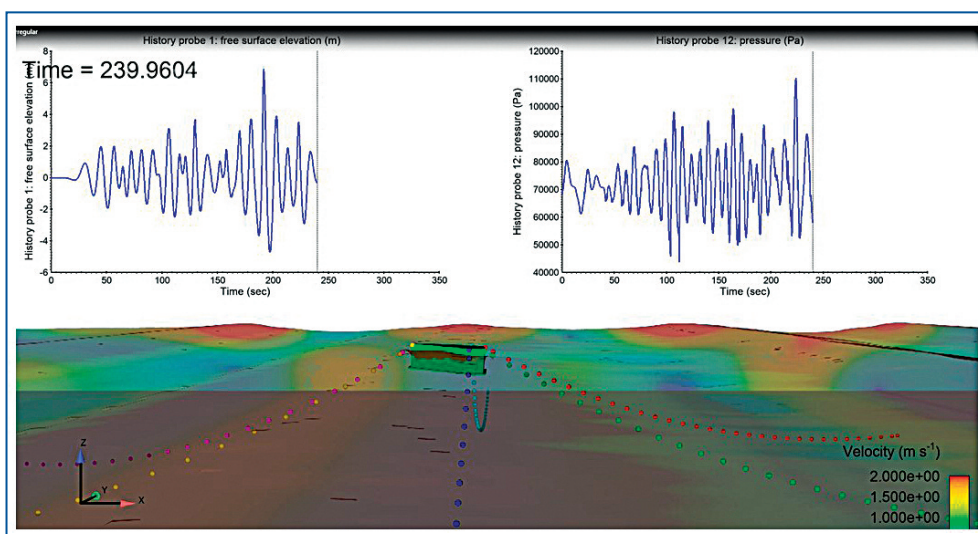 rregular
History probe 1: free surface elevation (m)
Time = 239.9604
History probe 1: free surface elevation (m)
8
6
4
2
0
-2
-4
-6
0
50
100
150
200
250
300
350
Time (sec)
History probe 12: pressure (Pa)
History probe 12: pressure (Pa)
120000
110000
100000
90000
80000
70000
60000
50000
40000
0
50
100
150
200
250
300
350
Time (sec)
Z
Y
X
Velocity (m s⁻¹)
2.000e+00
1.500e+00
1.000e+00